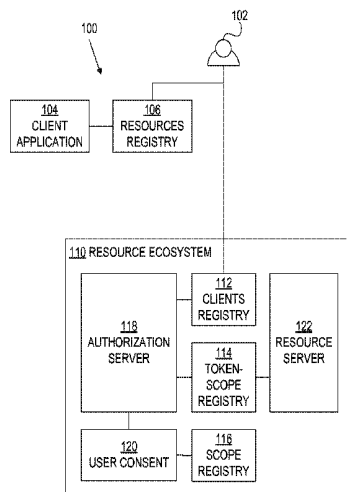 102
100
104
CLIENT
APPLICATION
106
RESOURCES
REGISTRY
110 RESOURCE ECOSYSTEM
118
AUTHORIZATION
SERVER
112
CLIENTS
REGISTRY
122
RESOURCE
SERVER
114
TOKEN-
SCOPE
REGISTRY
120
USER CONSENT
116
SCOPE
REGISTRY